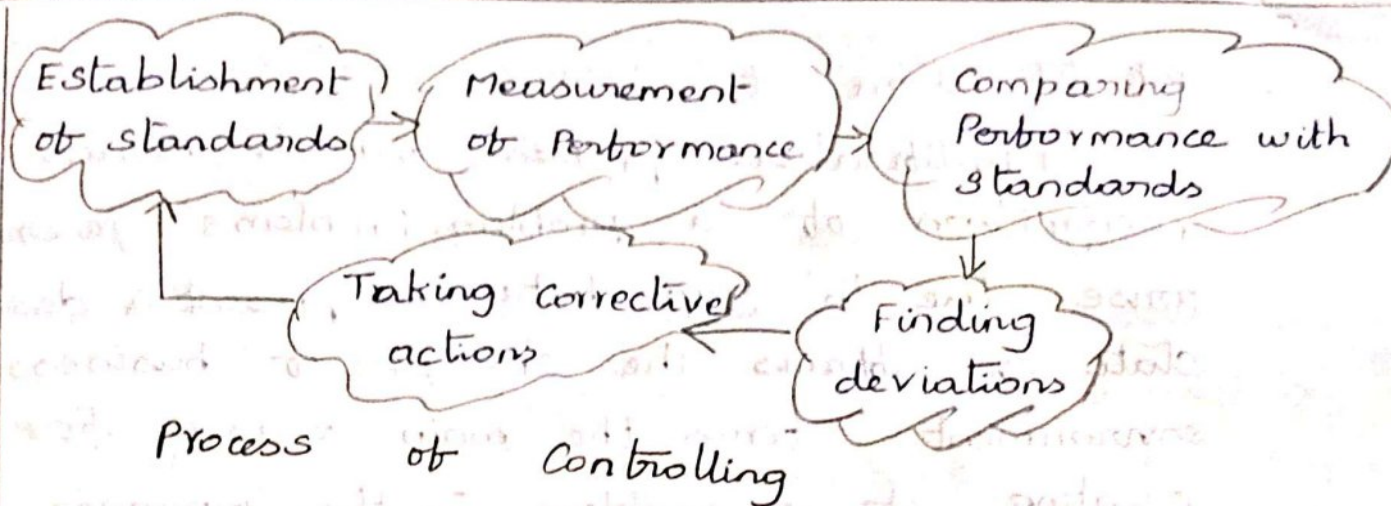 Establishment
of standards
Measurement
of Performance
Comparing
Performance with
standards
Finding
deviations
Taking corrective
actions
Process of Controlling